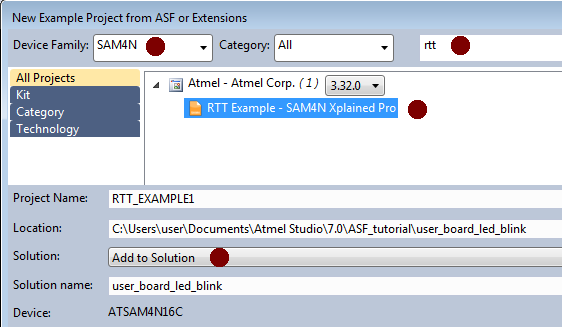 New Example Project from ASF or Extensions
Device Family: SAM4N Category: All rtt
All Projects
Kit
Category
Technology
Atmel - Atmel Corp. (1) 3.32.0
RTT Example - SAM4N Xplained Pro
Project Name: RTT_EXAMPLE1
Location: C:\Users\user\Documents\Atmel Studio\7.0\ASF_tutorial\user_board_led_blink
Solution: Add to Solution
Solution name: user_board_led_blink
Device: ATSAM4N16C